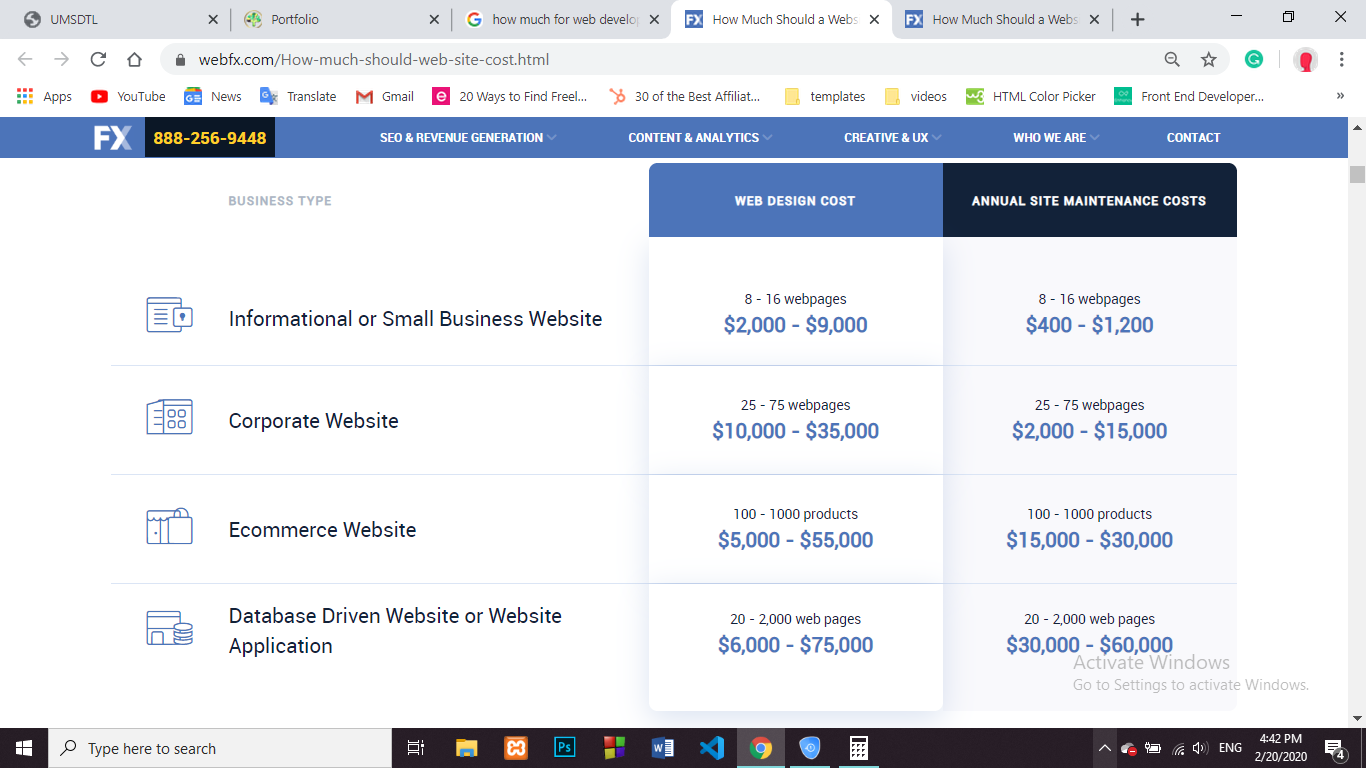 UMSDTL
Portfolio
how much for web develo
How Much Should a Webs
How Much Should a Webs
webfx.com/How-much-should-web-site-cost.html
Apps
YouTube
News
Translate
Gmail
20 Ways to Find Freel...
30 of the Best Affiliat...
templates
videos
HTML Color Picker
Front End Developer...
»
FX
888-256-9448
SEO & REVENUE GENERATION
CONTENT & ANALYTICS
CREATIVE & UX
WHO WE ARE
CONTACT
BUSINESS TYPE
WEB DESIGN COST
ANNUAL SITE MAINTENANCE COSTS
Informational or Small Business Website
8 - 16 webpages
$2,000 - $9,000
8 - 16 webpages
$400 - $1,200
Corporate Website
25 - 75 webpages
$10,000 - $35,000
25 - 75 webpages
$2,000 - $15,000
Ecommerce Website
100 - 1000 products
$5,000 - $55,000
100 - 1000 products
$15,000 - $30,000
Database Driven Website or Website
Application
20 - 2,000 web pages
$6,000 - $75,000
20 - 2,000 web pages
$30,000 - $60,000
Activate Windows
Go to Settings to activate Windows.
Type here to search
Ps
ENG
4:42 PM
2/20/2020
4